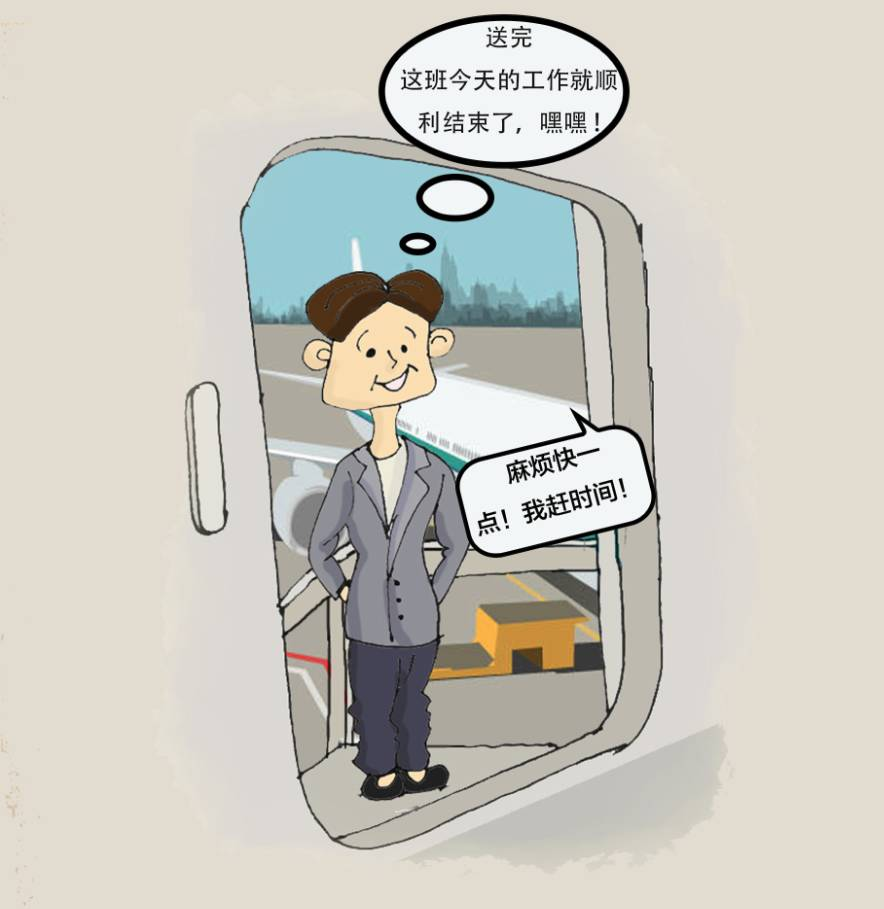 送完
这班今天的工作就顺
利结束了，嘿嘿！
麻烦快一
点！我赶时间！